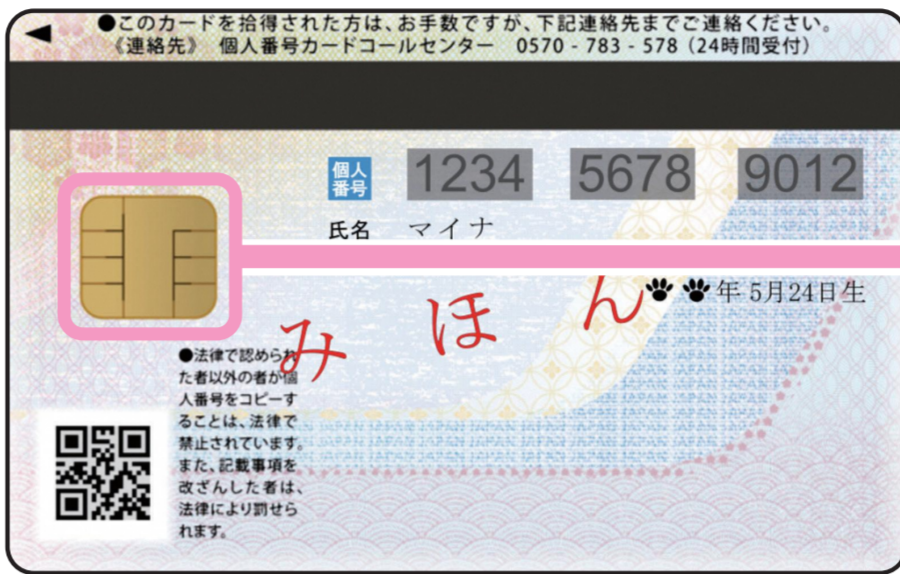 ●このカードを拾得された方は、お手数ですが、下記連絡先までご連絡ください。
《連絡先》 個人番号カードコールセンター 0570-783-578（24時間受付）
個人番号 1234 5678 9012
氏名 マイナ
年 5月24日生
みほん
●法律で認められ
た者以外の者が個
人番号をコピーす
ることは、法律で
禁止されています。
また、記載事項を
改ざんした者は、
法律により罰せら
れます。